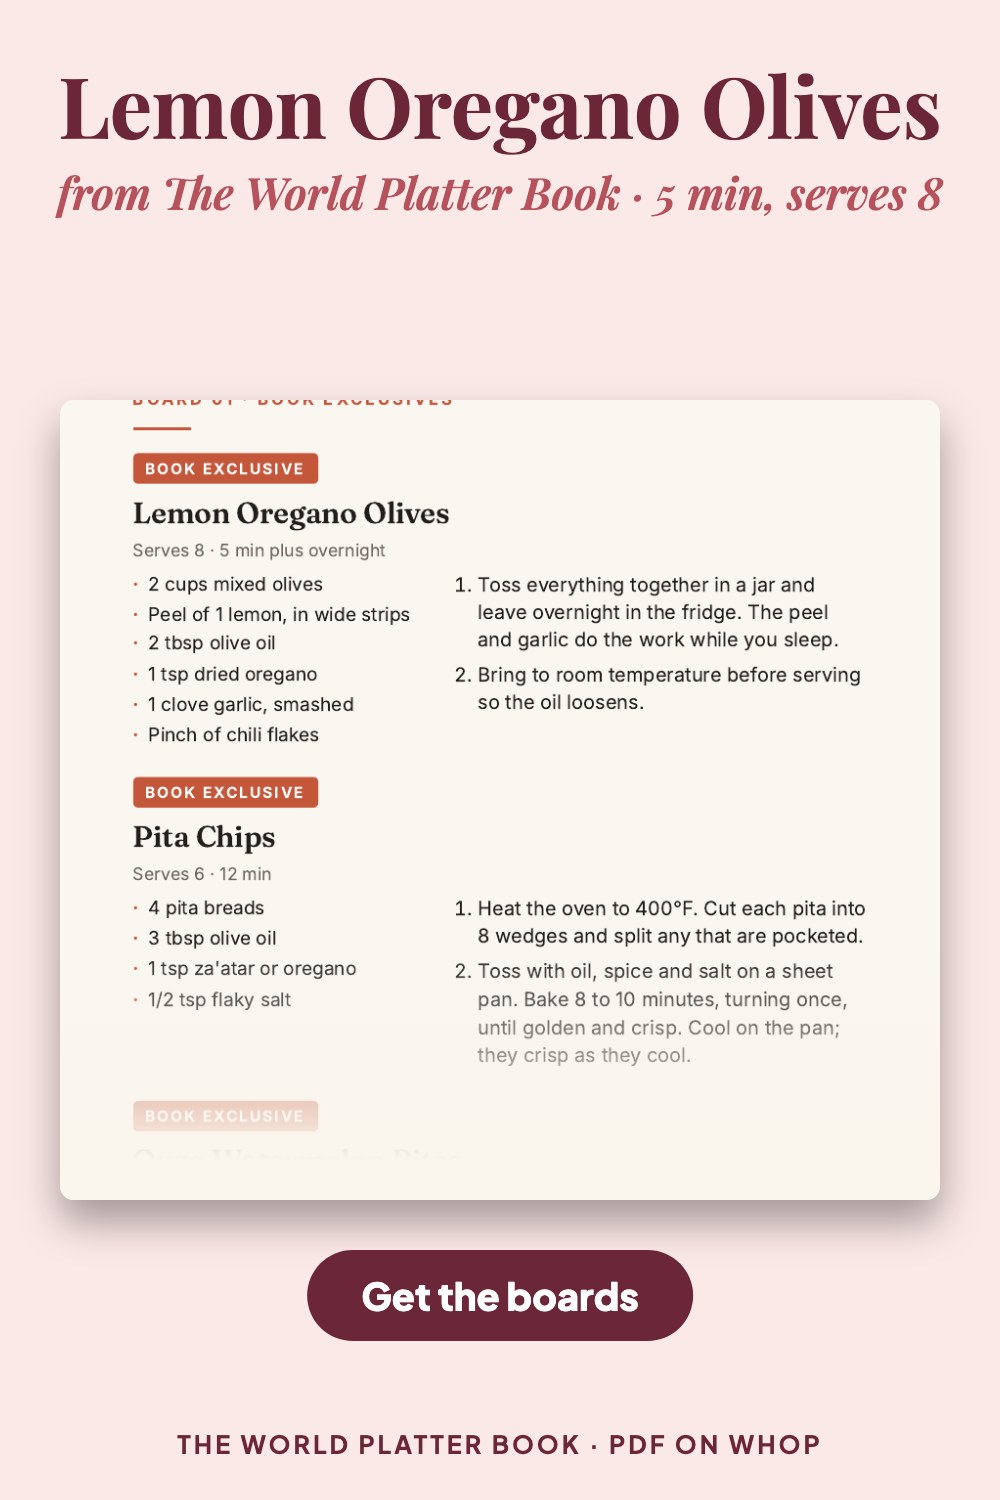 Lemon Oregano Olives
from The World Platter Book · 5 min, serves 8
BOARD 01 · BOOK EXCLUSIVES
BOOK EXCLUSIVE
Lemon Oregano Olives
Serves 8 · 5 min plus overnight
· 2 cups mixed olives
· Peel of 1 lemon, in wide strips
· 2 tbsp olive oil
· 1 tsp dried oregano
· 1 clove garlic, smashed
· Pinch of chili flakes
1. Toss everything together in a jar and
leave overnight in the fridge. The peel
and garlic do the work while you sleep.
2. Bring to room temperature before serving
so the oil loosens.
BOOK EXCLUSIVE
Pita Chips
Serves 6 · 12 min
· 4 pita breads
· 3 tbsp olive oil
· 1 tsp za'atar or oregano
· 1/2 tsp flaky salt
1. Heat the oven to 400°F. Cut each pita into
8 wedges and split any that are pocketed.
2. Toss with oil, spice and salt on a sheet
pan. Bake 8 to 10 minutes, turning once,
until golden and crisp. Cool on the pan;
they crisp as they cool.
BOOK EXCLUSIVE
Get the boards
THE WORLD PLATTER BOOK · PDF ON WHOP